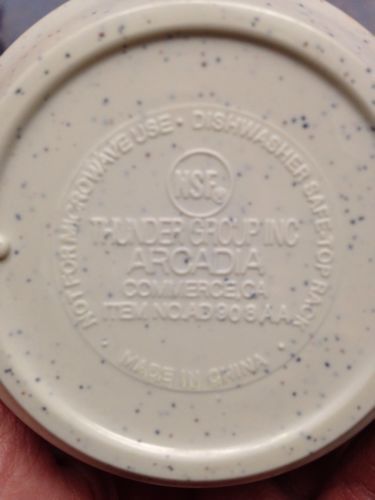 NOT FOR MICROWAVE USE • DISHWASHER SAFE-TOP RACK
NSF
THUNDER GROUP INC
ARCADIA
COMMERCE, CA
• MADE IN CHINA •